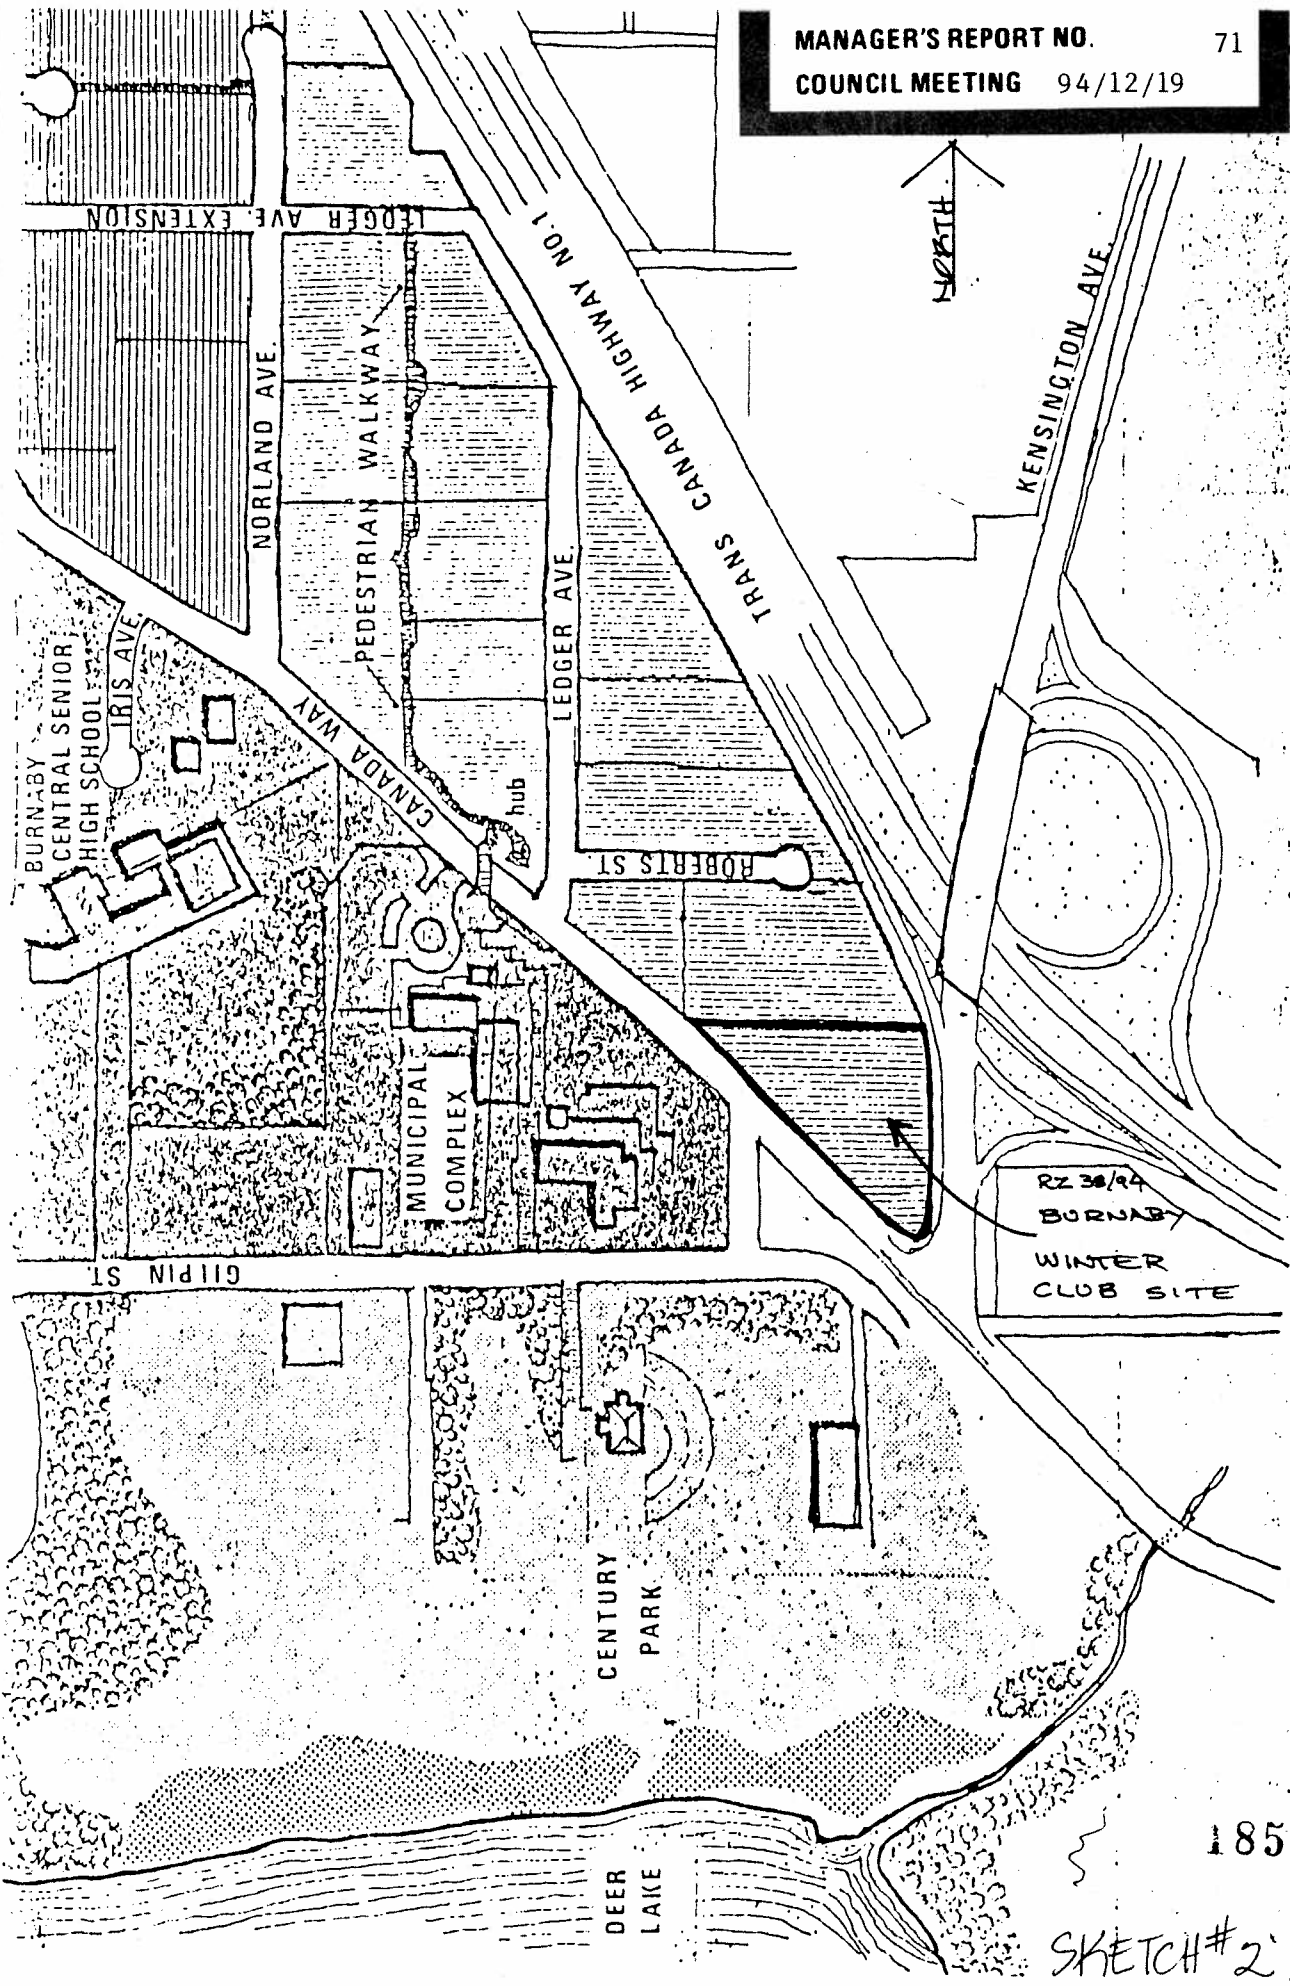 MANAGER'S REPORT NO. 71
COUNCIL MEETING 94/12/19
NORTH
LEDGER AVE. EXTENSION
TRANS CANADA HIGHWAY NO.1
KENSINGTON AVE.
NORLAND AVE.
PEDESTRIAN WALKWAY
LEDGER AVE.
IRIS AVE.
BURNABY
CENTRAL SENIOR
HIGH SCHOOL
CANADA WAY
hub
ROBERTS ST.
MUNICIPAL
COMPLEX
RZ 38/94
BURNABY
WINTER
CLUB SITE
GILPIN ST.
CENTURY
PARK
DEER
LAKE
185
SKETCH #2